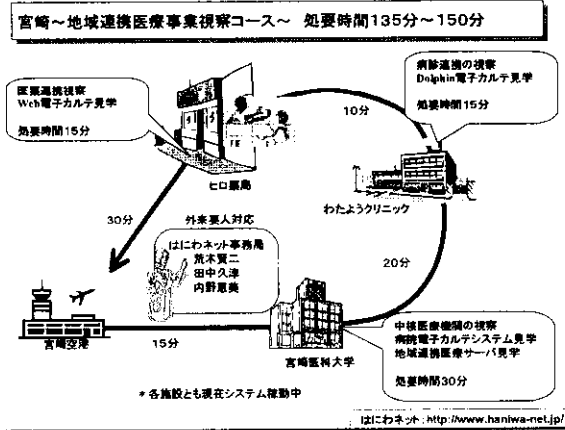 宮崎～地域連携医療事業視察コース～ 処要時間135分～150分
医薬連携視察
Web電子カルテ見学
処要時間15分
病診連携の視察
Dolphin電子カルテ見学
処要時間15分
10分
ヒロ薬局
わたようクリニック
30分
外来要人対応
はにわネット事務局
荒木賢二
田中久淳
内野恵美
20分
宮崎空港
15分
宮崎医科大学
中核医療機関の視察
病院電子カルテシステム見学
地域連携医療サーバ見学
処要時間30分
*各施設とも現在システム稼動中
はにわネット:http://www.haniwa-net.jp/